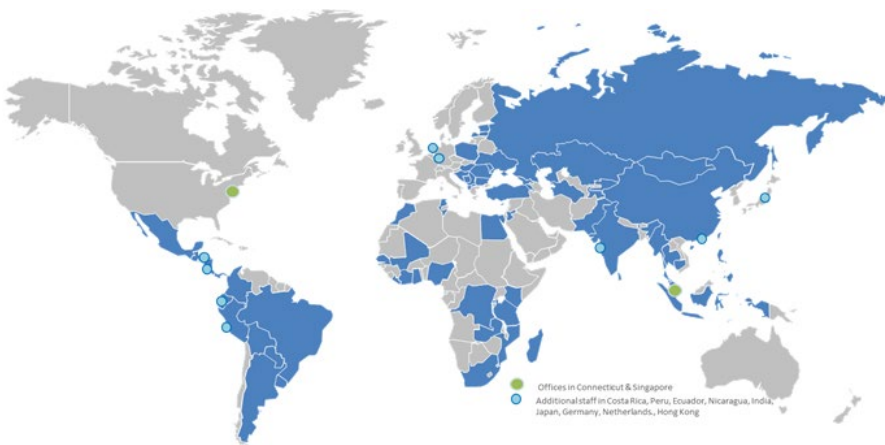 Offices in Connecticut & Singapore
Additional staff in Costa Rica, Peru, Ecuador, Nicaragua, India,
Japan, Germany, Netherlands., Hong Kong